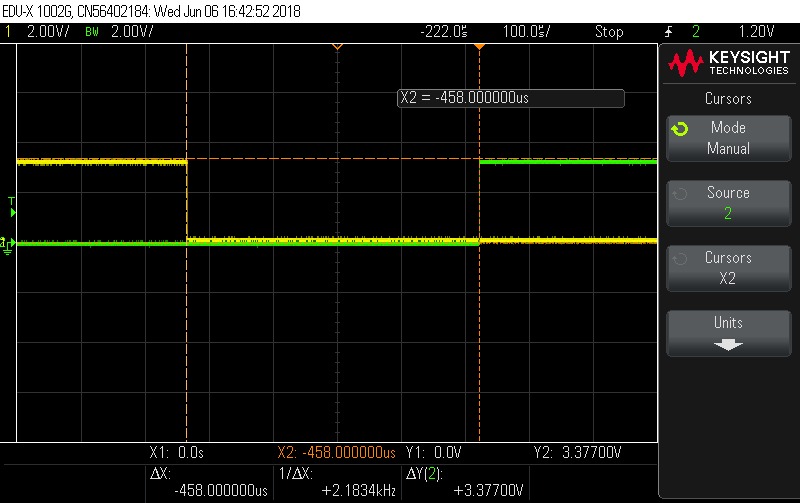 EDU-X 1002G, CN56402184: Wed Jun 06 16:42:52 2018
1 2.00V/ BW 2.00V/ -222.0us 100.0us/ Stop 2 1.20V
KEYSIGHT
TECHNOLOGIES
X2 = -458.000000us
Cursors
Mode
Manual
Source
2
Cursors
X2
Units
T
X1: 0.0s X2: -458.000000us Y1: 0.0V Y2: 3.37700V
ΔX: 1/ΔX: ΔY(2):
-458.000000us +2.1834kHz +3.37700V